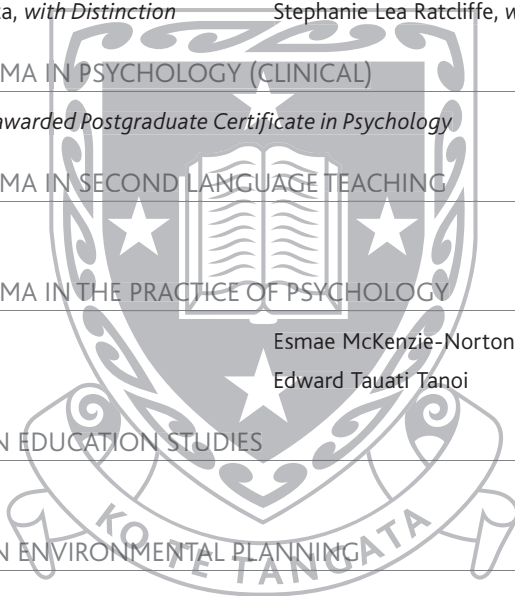 ta, with Distinction Stephanie Lea Ratcliffe,
MA IN PSYCHOLOGY (CLINICAL)
awarded Postgraduate Certificate in Psychology
MA IN SECOND LANGUAGE TEACHING
MA IN THE PRACTICE OF PSYCHOLOGY
Esmae McKenzie-Norton
Edward Tauati Tanoi
N EDUCATION STUDIES
N ENVIRONMENTAL PLANNING
KO TE TANGATA